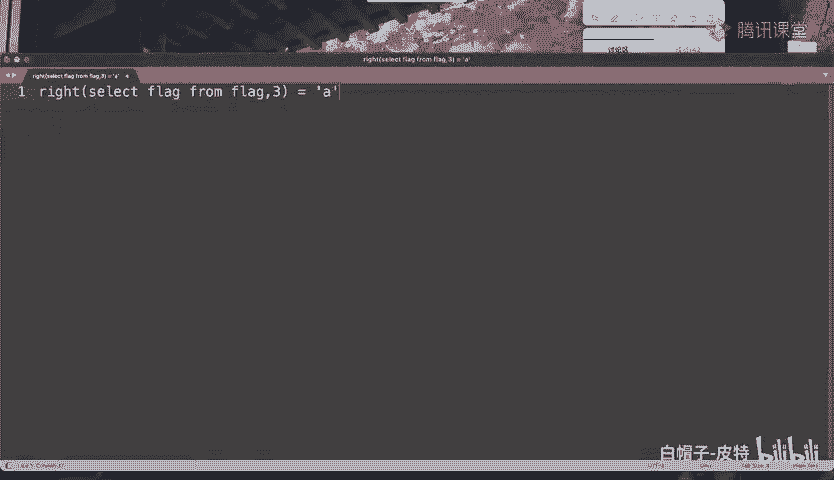 腾讯课堂
right(select flag from flag,3) = 'a'
right(select flag from flag,3) = 'a'
1 right(select flag from flag,3) = 'a'
白帽子-皮特 bilibili